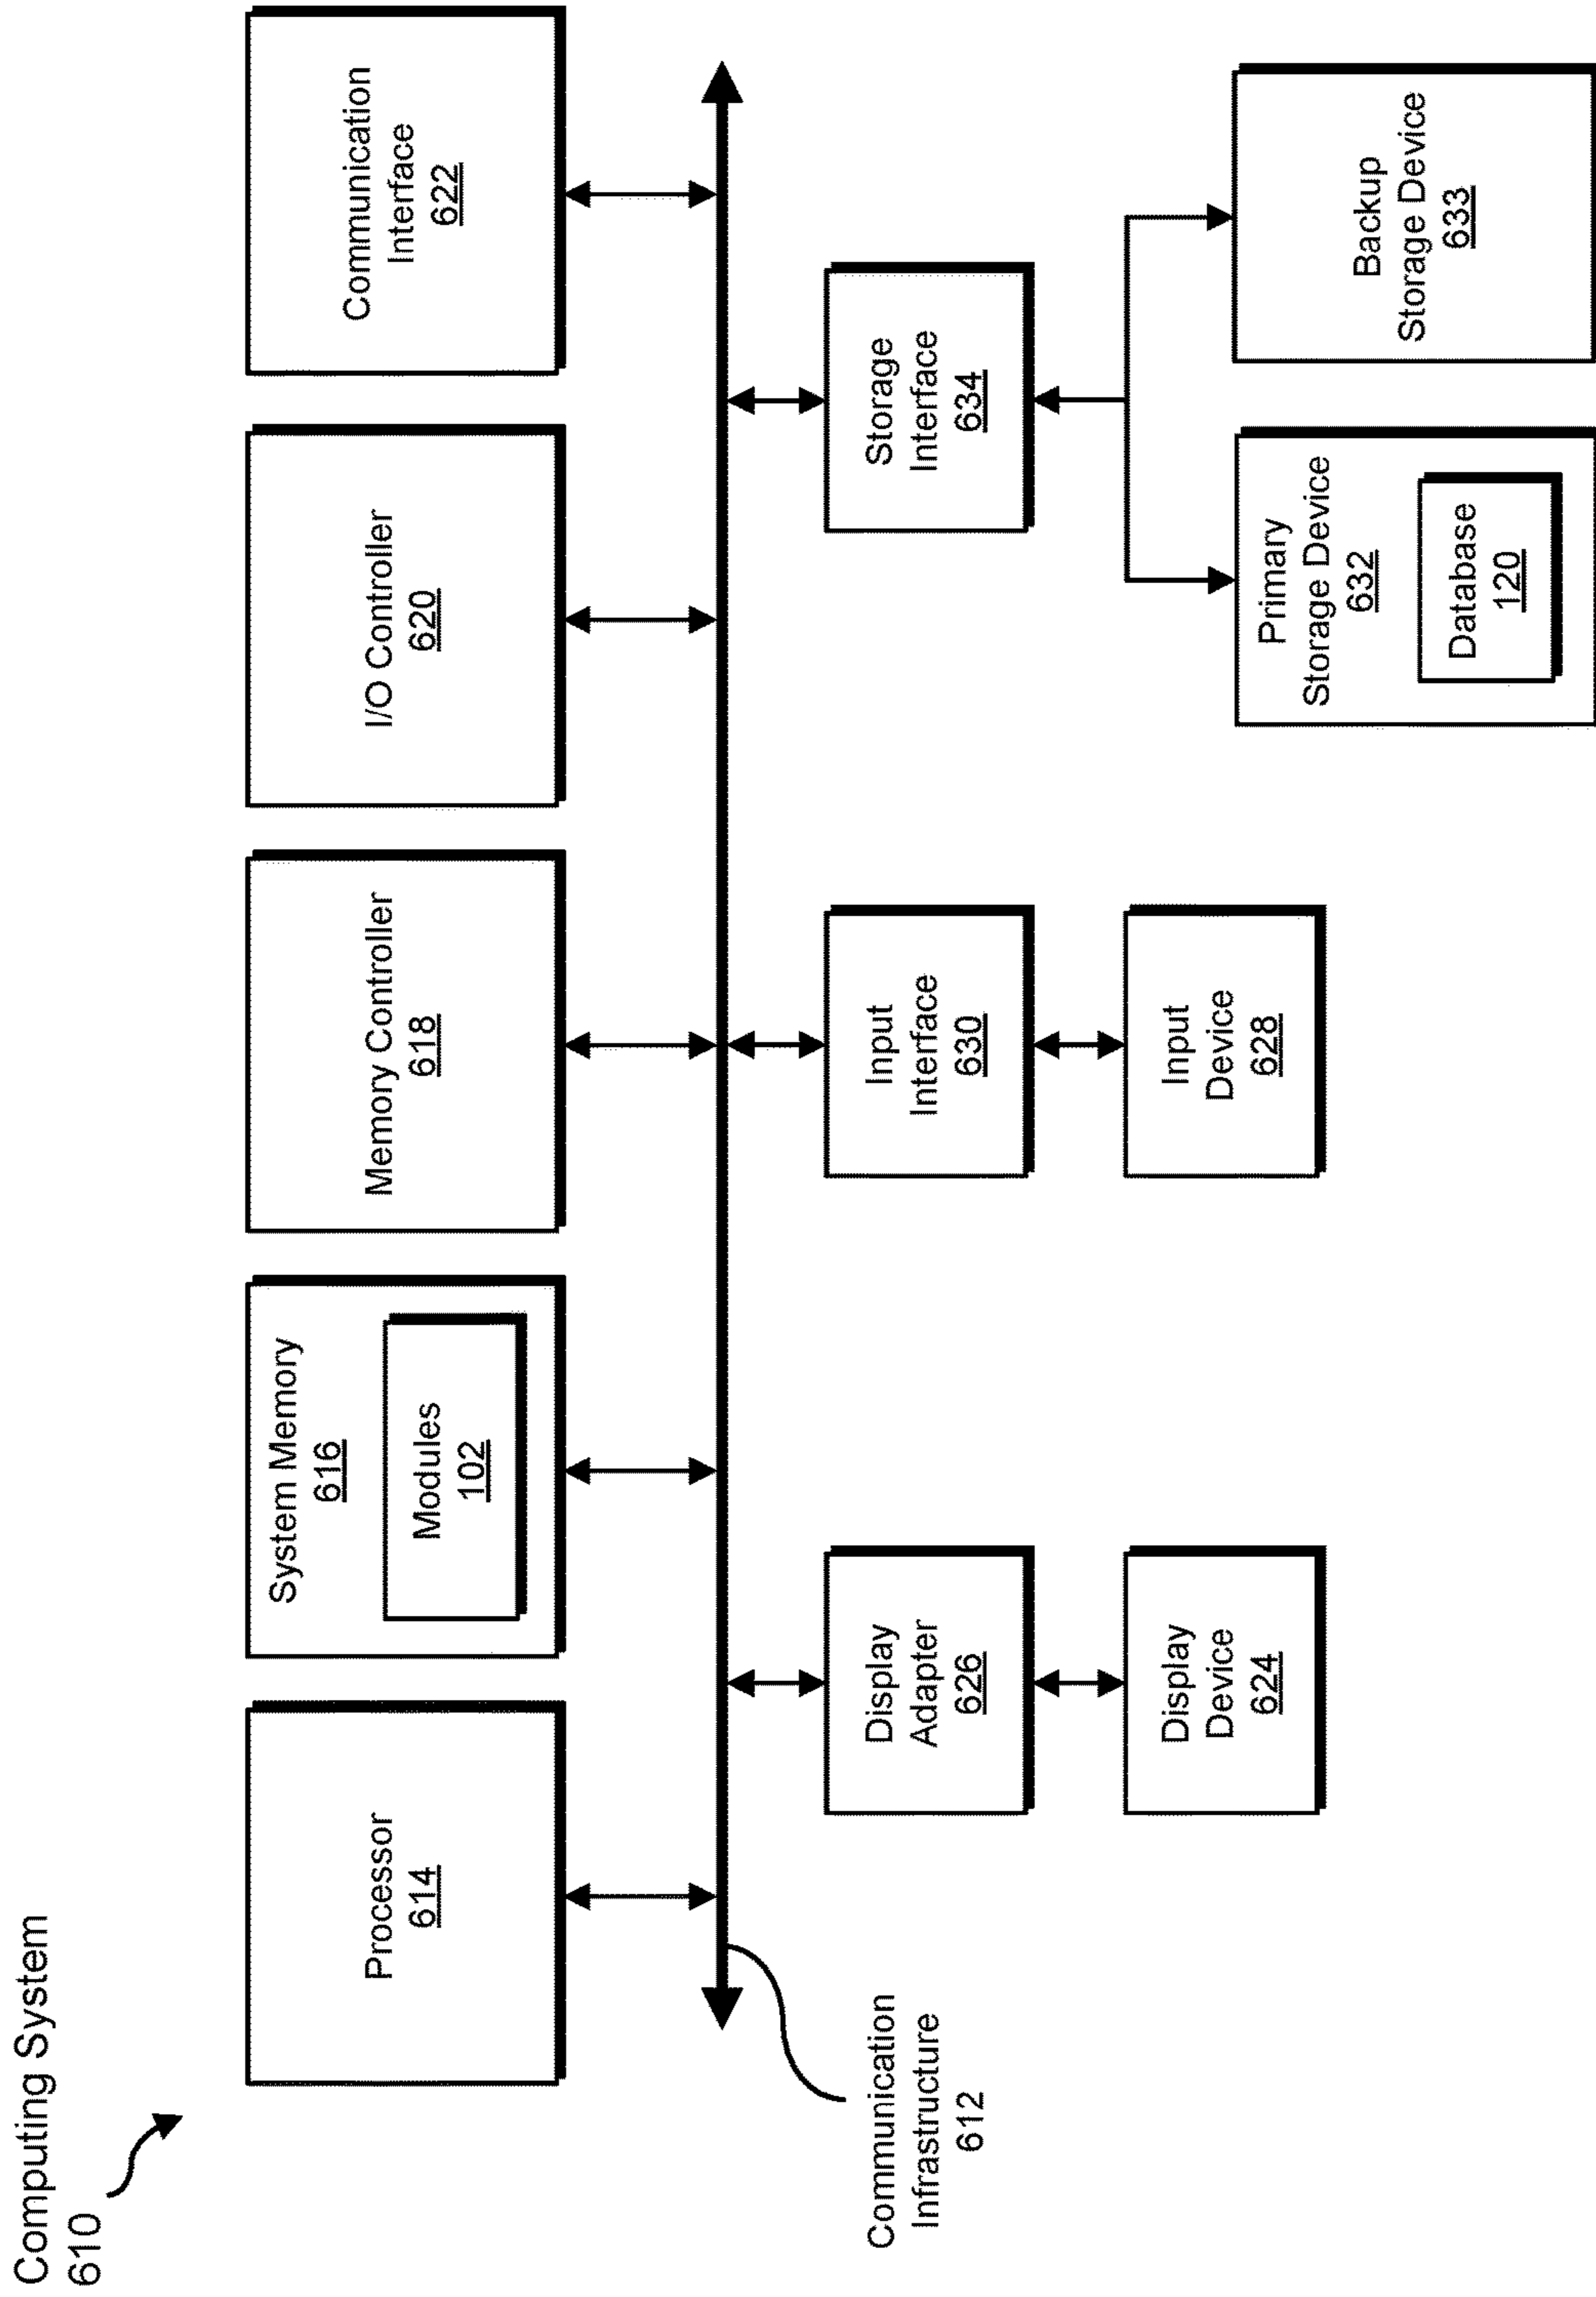 Computing System
610
Processor
614
System Memory
616
Modules
102
Memory Controller
618
I/O Controller
620
Communication
Interface
622
Communication
Infrastructure
612
Display
Adapter
626
Input
Interface
630
Storage
Interface
634
Display
Device
624
Input
Device
628
Primary
Storage Device
632
Database
120
Backup
Storage Device
633